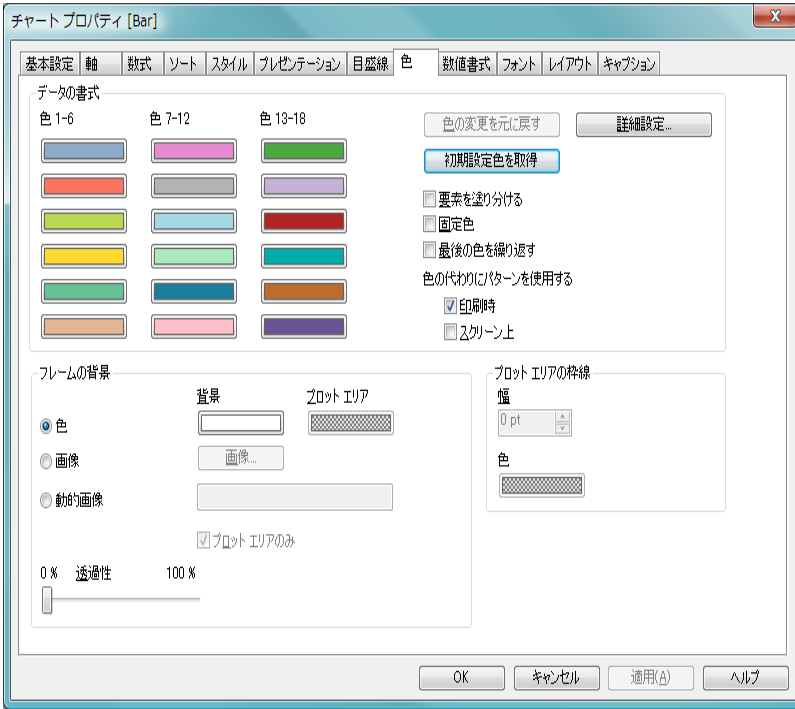 チャート プロパティ [Bar]
基本設定 軸 数式 ソート スタイル プレゼンテーション 目盛線 色 数値書式 フォント レイアウト キャプション
データの書式
色 1-6 色 7-12 色 13-18
色の変更を元に戻す 詳細設定...
初期設定色を取得
要素を塗り分ける
固定色
最後の色を繰り返す
色の代わりにパターンを使用する
印刷時
スクリーン上
フレームの背景
背景 プロット エリア
色
画像 画像...
動的画像
プロット エリアのみ
0 % 透過性 100 %
プロット エリアの枠線
幅
0 pt
色
OK キャンセル 適用(A) ヘルプ